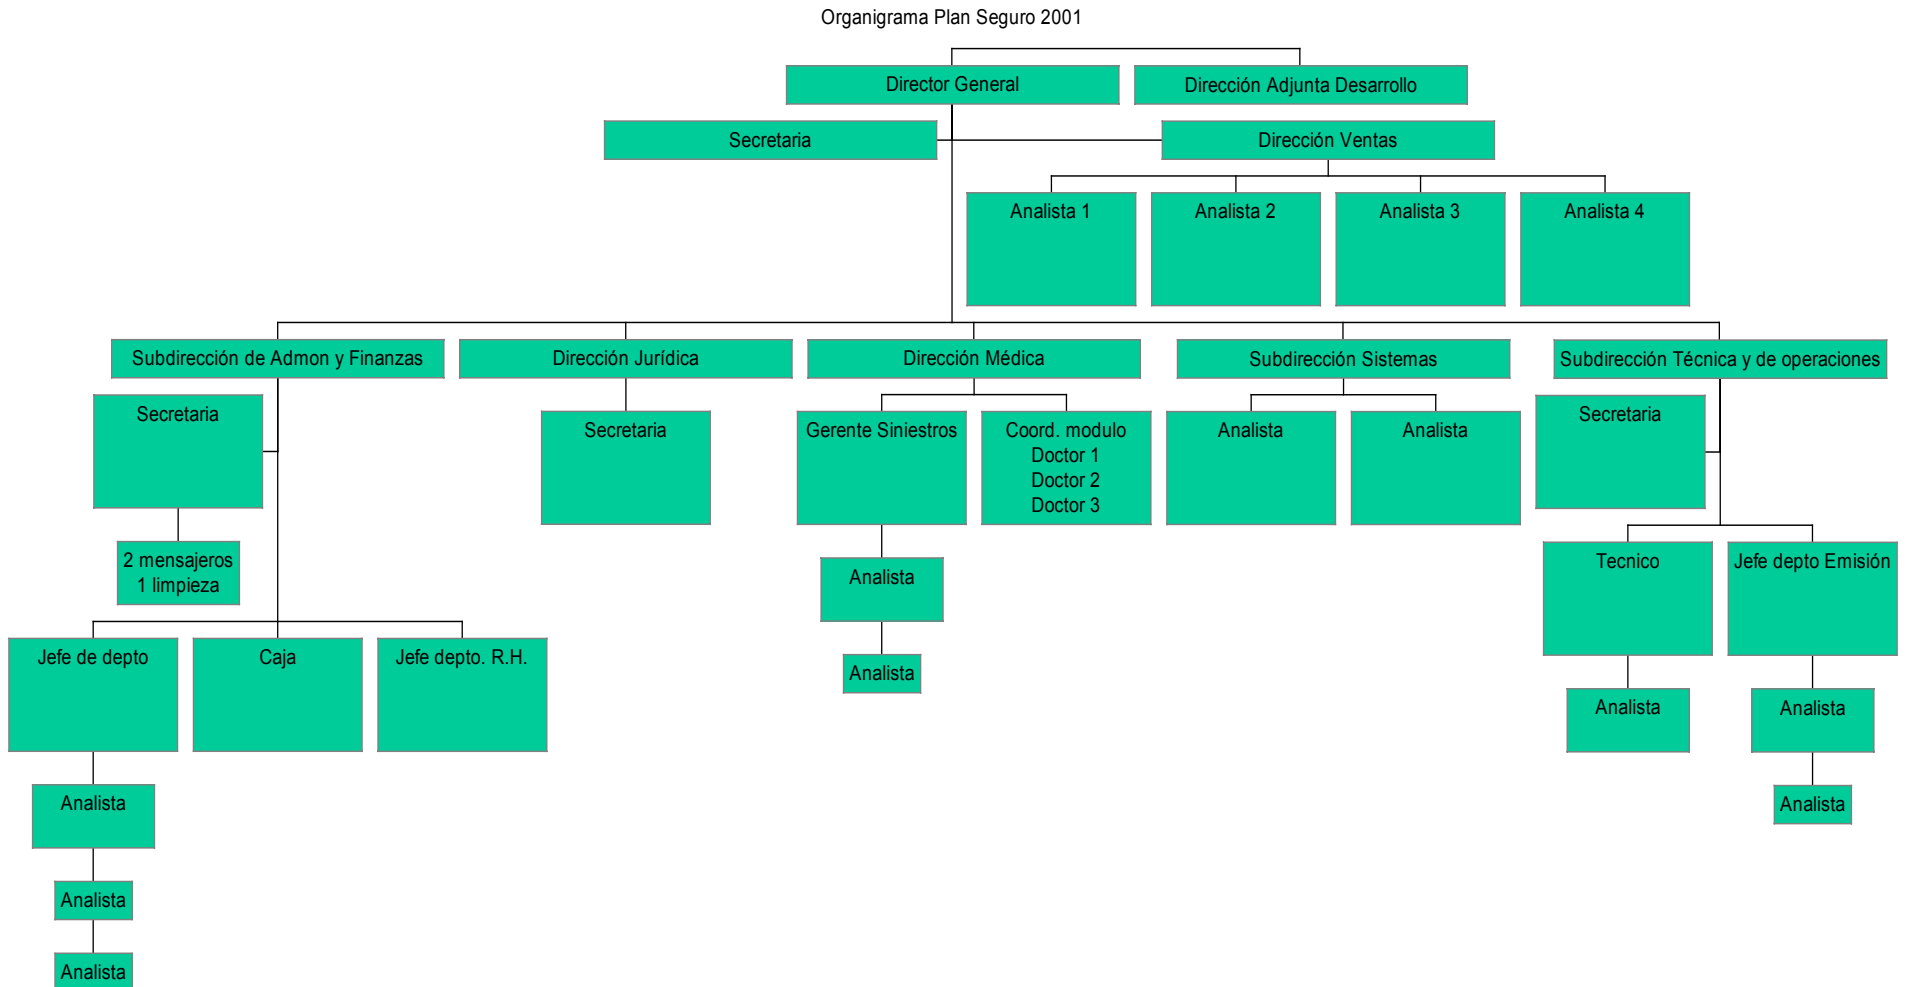 Organigrama Plan Seguro 2001
Director General
Dirección Adjunta Desarrollo
Secretaria
Dirección Ventas
Analista 1
Analista 2
Analista 3
Analista 4
Subdirección de Admon y Finanzas
Dirección Jurídica
Dirección Médica
Subdirección Sistemas
Subdirección Técnica y de operaciones
Secretaria
Secretaria
Gerente Siniestros
Coord. modulo
Doctor 1
Doctor 2
Doctor 3
Analista
Analista
Secretaria
2 mensajeros
1 limpieza
Analista
Tecnico
Jefe depto Emisión
Jefe de depto
Caja
Jefe depto. R.H.
Analista
Analista
Analista
Analista
Analista
Analista
Analista